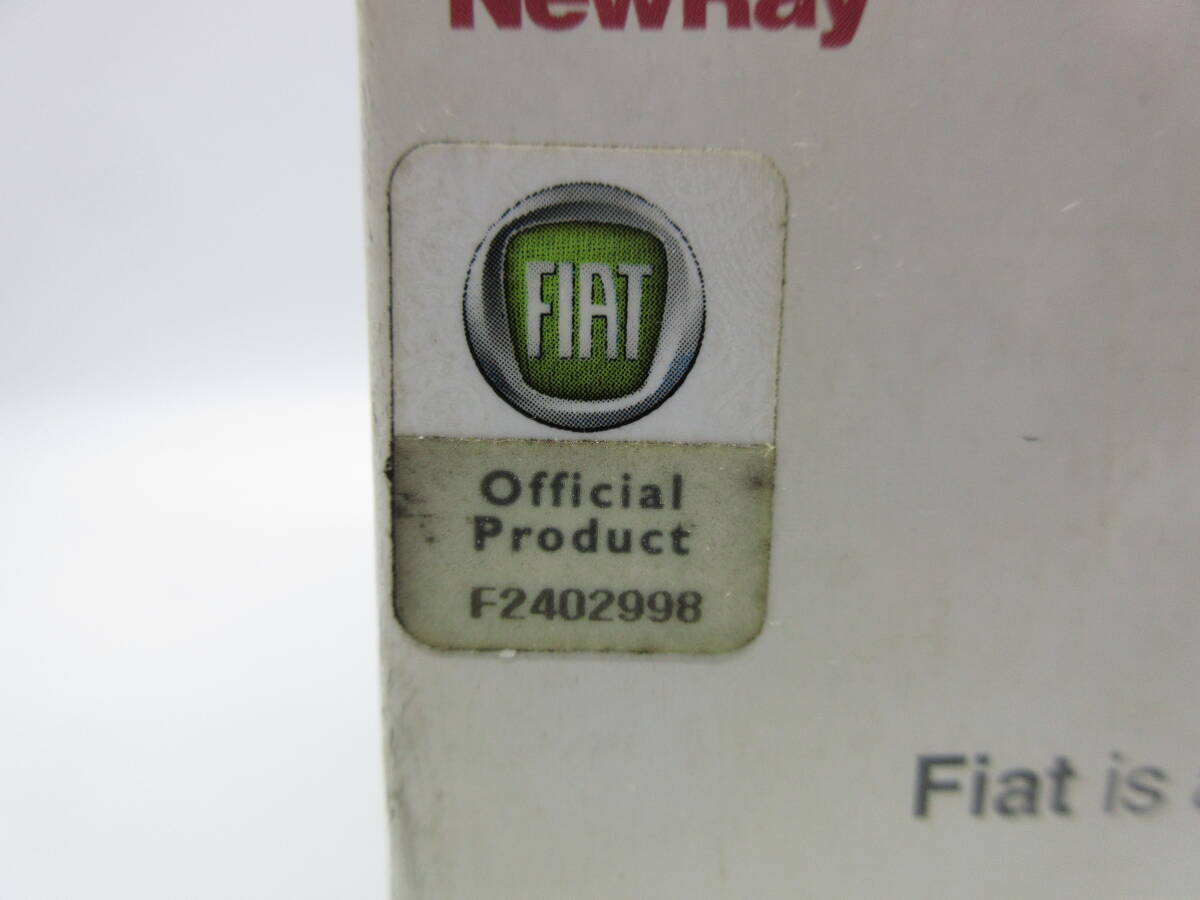 NewRay
FIAT
Official
Product
F2402998
Fiat is